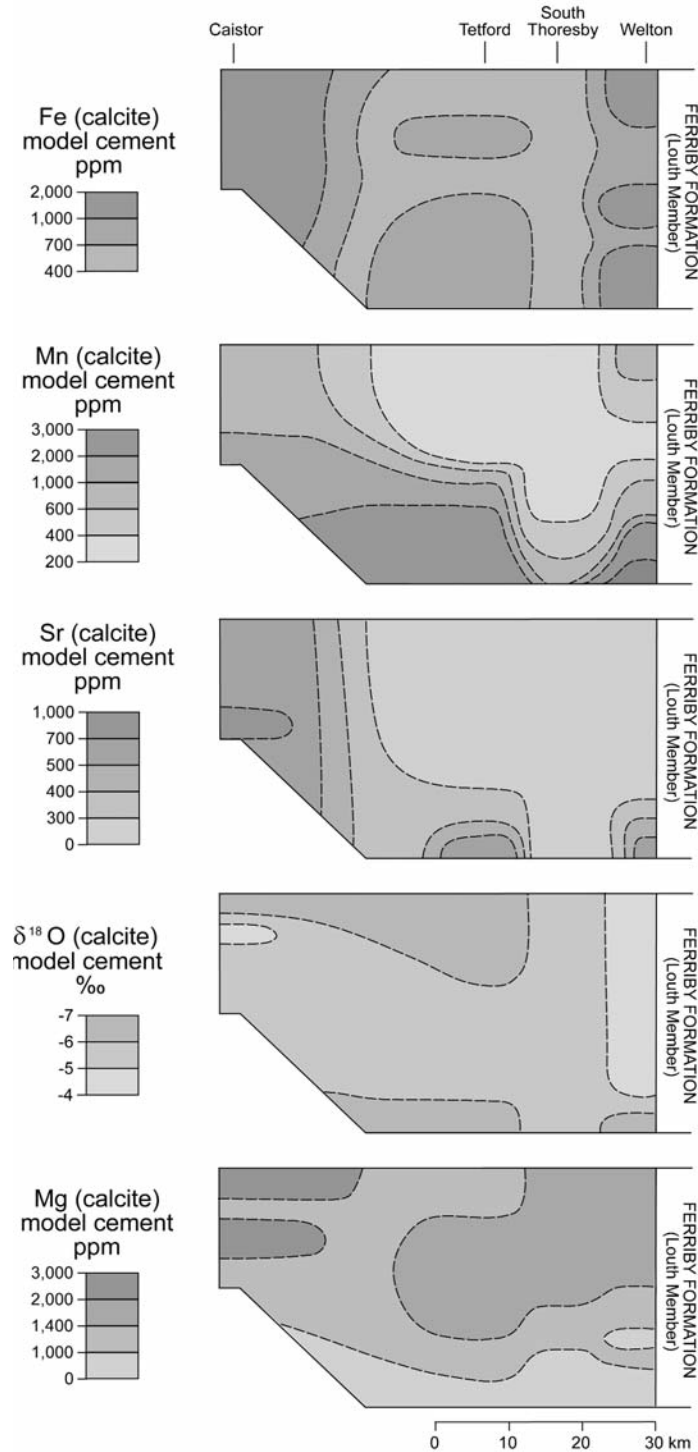 Caistor
Tetford
South
Thoresby
Welton
Fe (calcite)
model cement
ppm
2,000
1,000
700
400
FERRIBY FORMATION
(Louth Member)
Mn (calcite)
model cement
ppm
3,000
2,000
1,000
600
400
200
FERRIBY FORMATION
(Louth Member)
Sr (calcite)
model cement
ppm
1,000
700
500
400
300
0
FERRIBY FORMATION
(Louth Member)
δ¹⁸O (calcite)
model cement
‰
-7
-6
-5
-4
FERRIBY FORMATION
(Louth Member)
Mg (calcite)
model cement
ppm
3,000
2,000
1,400
1,000
0
FERRIBY FORMATION
(Louth Member)
0 10 20 30 km